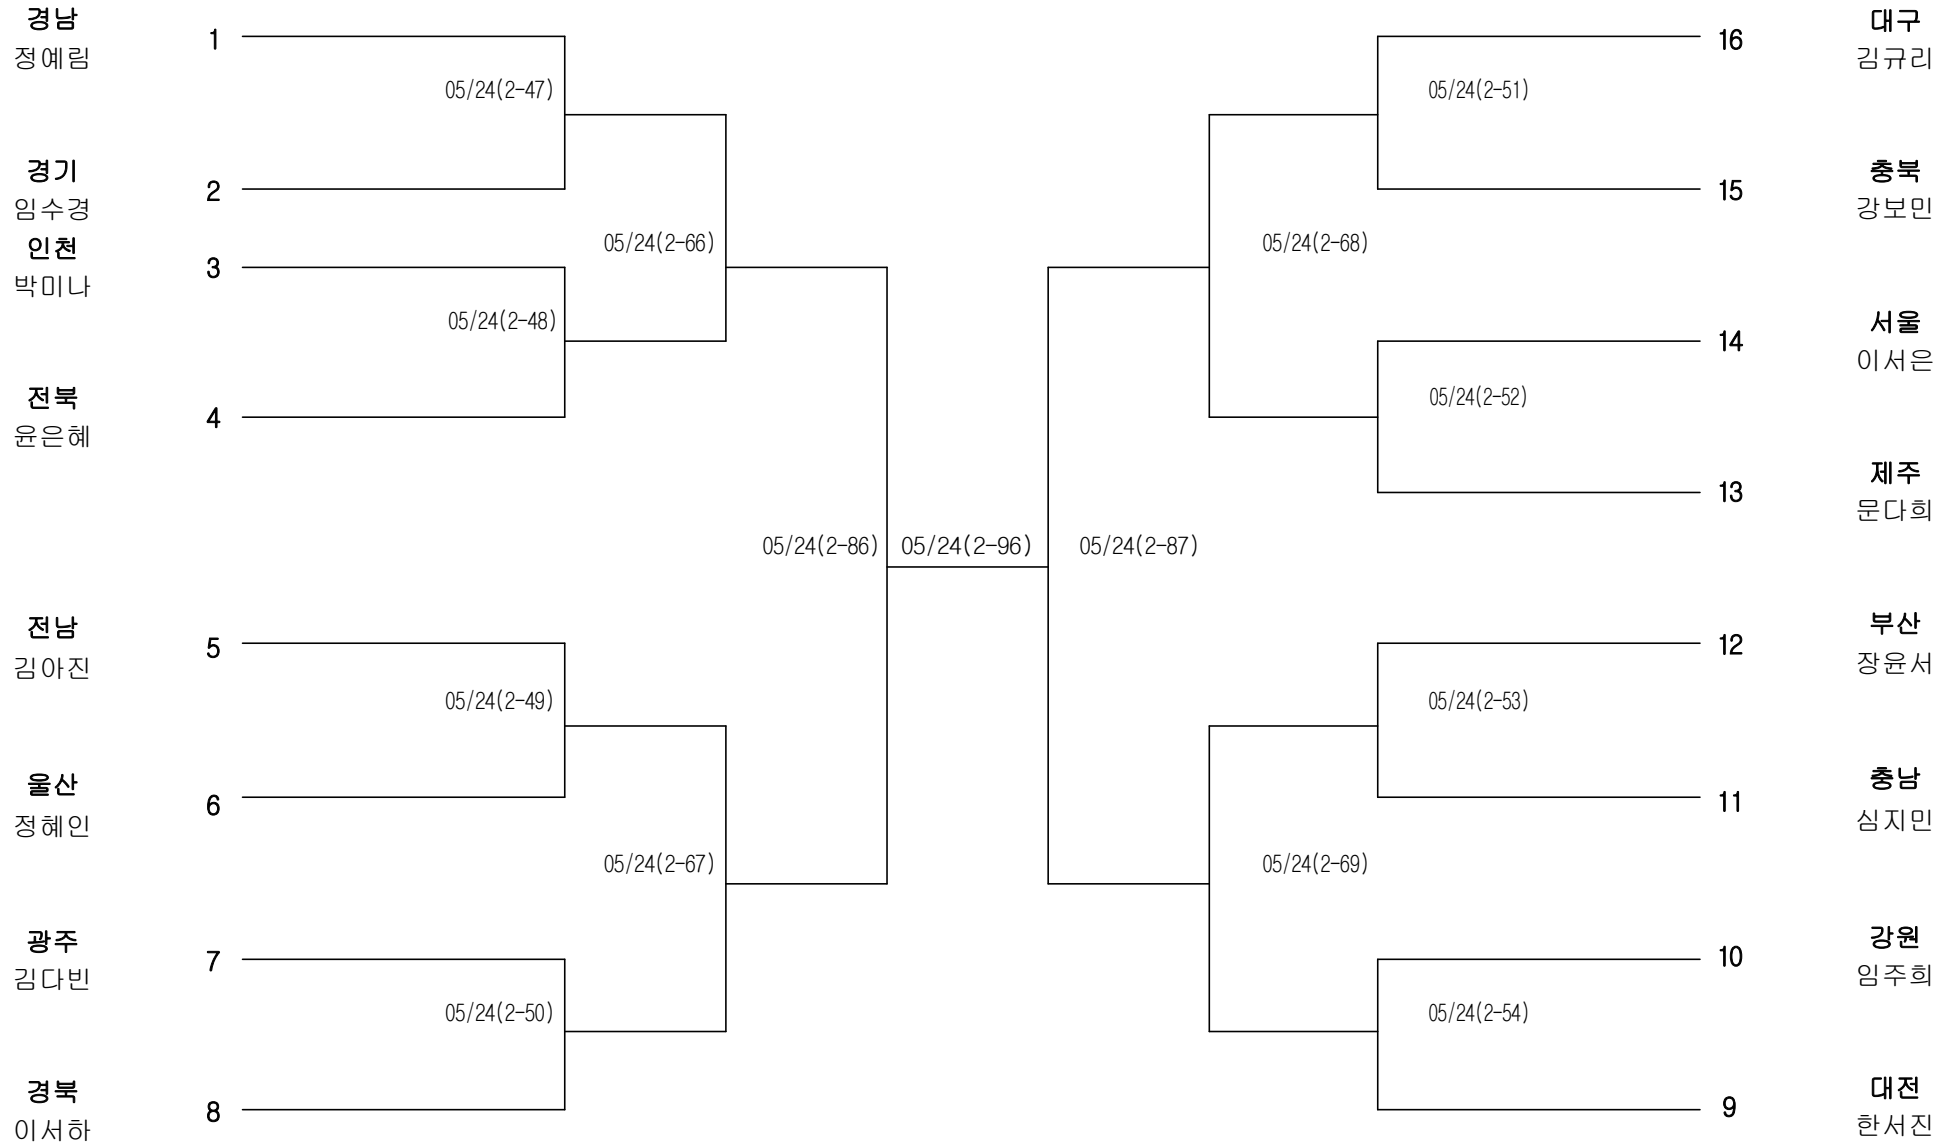 경남
정예림
1
05/24(2-47)
경기
임수경
2
인천
박미나
3
05/24(2-66)
05/24(2-48)
전북
윤은혜
4
05/24(2-86)
전남
김아진
5
05/24(2-49)
울산
정혜인
6
05/24(2-67)
광주
김다빈
7
05/24(2-50)
경북
이서하
8
05/24(2-96)
대구
김규리
16
05/24(2-51)
충북
강보민
15
05/24(2-68)
서울
이서은
14
05/24(2-52)
제주
문다희
13
05/24(2-87)
부산
장윤서
12
05/24(2-53)
충남
심지민
11
05/24(2-69)
강원
임주희
10
05/24(2-54)
대전
한서진
9